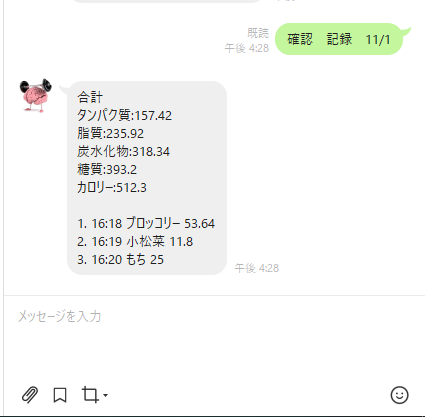 既読
午後 4:28
確認　記録　11/1
合計
タンパク質:157.42
脂質:235.92
炭水化物:318.34
糖質:393.2
カロリー:512.3
1. 16:18 ブロッコリー 53.64
2. 16:19 小松菜 11.8
3. 16:20 もち 25
午後 4:28
メッセージを入力